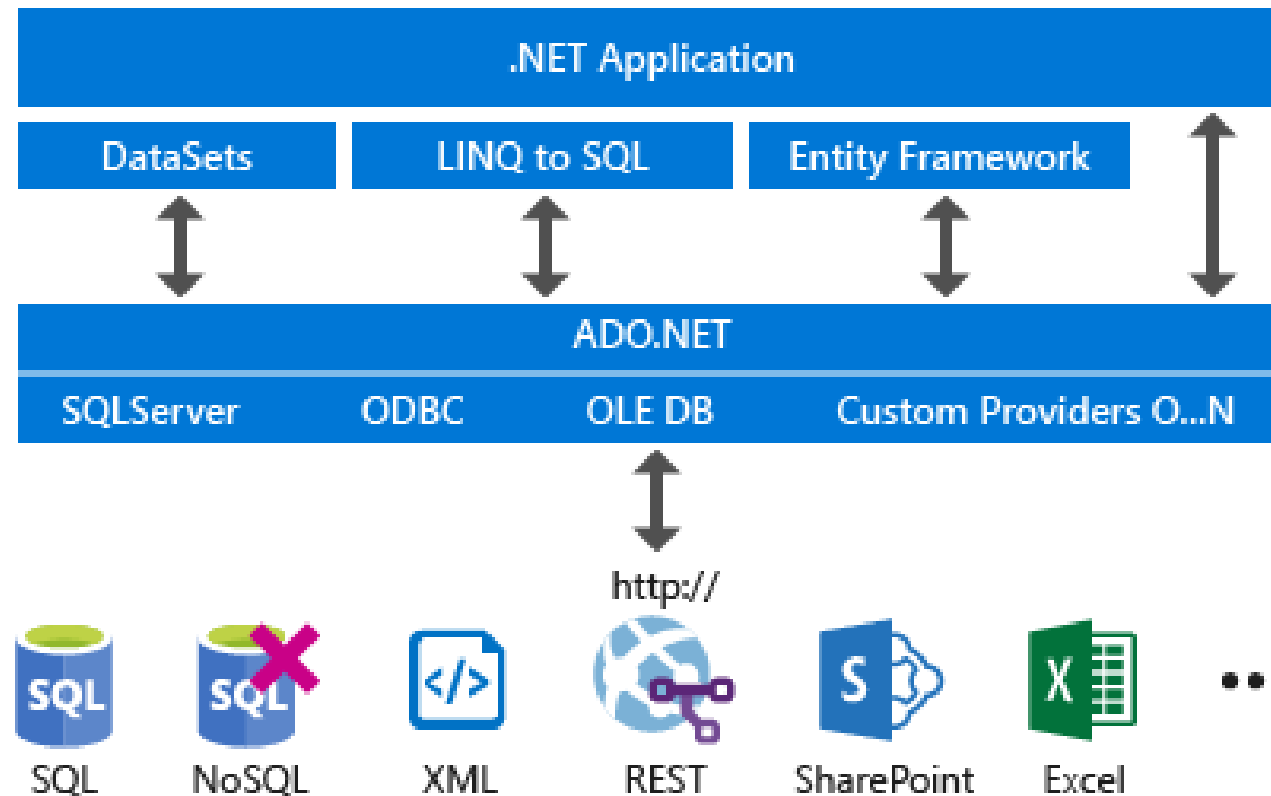 .NET Application
DataSets LINQ to SQL Entity Framework
ADO.NET
SQLServer ODBC OLE DB Custom Providers O...N
http://
SQL SQL </> S X
SQL NoSQL XML REST SharePoint Excel